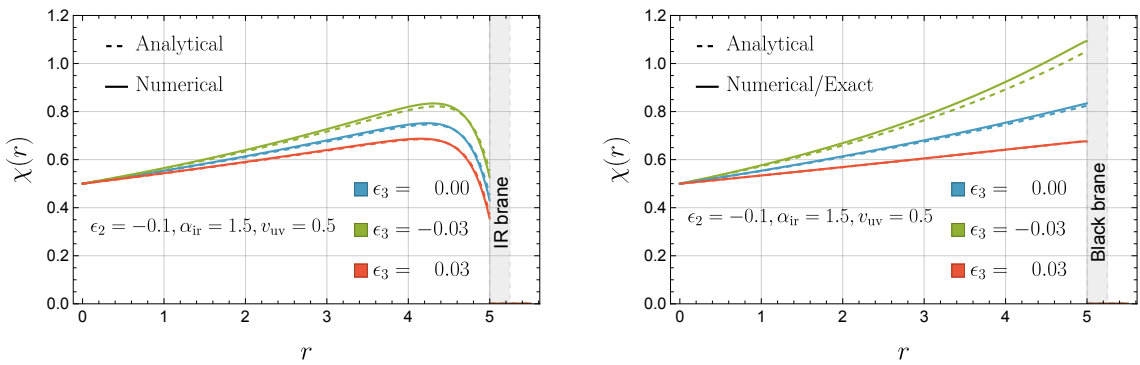 1.2
1.0
0.8
0.6
0.4
0.2
0.0
χ(r)
Analytical
Numerical
ϵ₃ = 0.00
ϵ₂ = −0.1, α_ir = 1.5, v_uv = 0.5
ϵ₃ = −0.03
ϵ₃ = 0.03
IR brane
0 1 2 3 4 5
r
1.2
1.0
0.8
0.6
0.4
0.2
0.0
χ(r)
Analytical
Numerical/Exact
ϵ₃ = 0.00
ϵ₂ = −0.1, α_ir = 1.5, v_uv = 0.5
ϵ₃ = −0.03
ϵ₃ = 0.03
Black brane
0 1 2 3 4 5
r